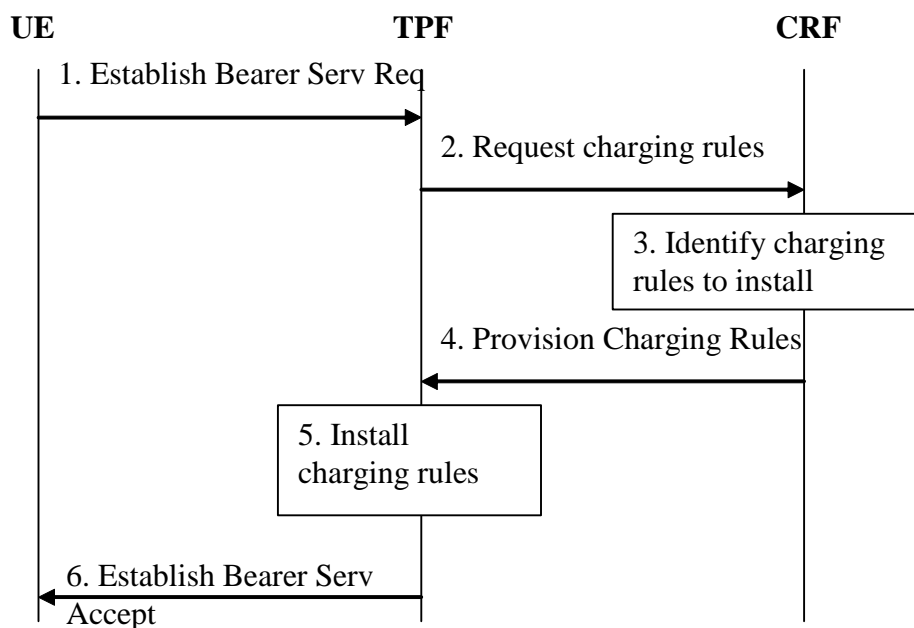 UE TPF CRF
1. Establish Bearer Serv Req
2. Request charging rules
3. Identify charging
rules to install
4. Provision Charging Rules
5. Install
charging rules
6. Establish Bearer Serv
Accept